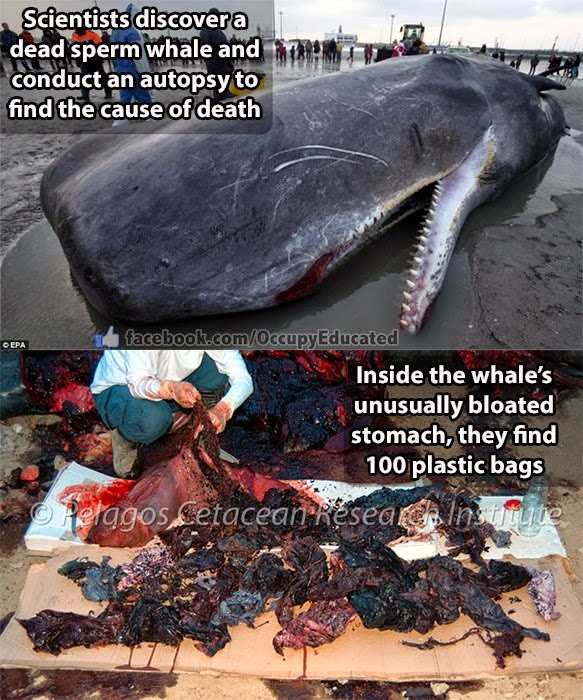 Scientists discover a
dead sperm whale and
conduct an autopsy to
find the cause of death
© EPA
facebook.com/OccupyEducated
Inside the whale's
unusually bloated
stomach, they find
100 plastic bags
© Pelagos Cetacean Research Institute